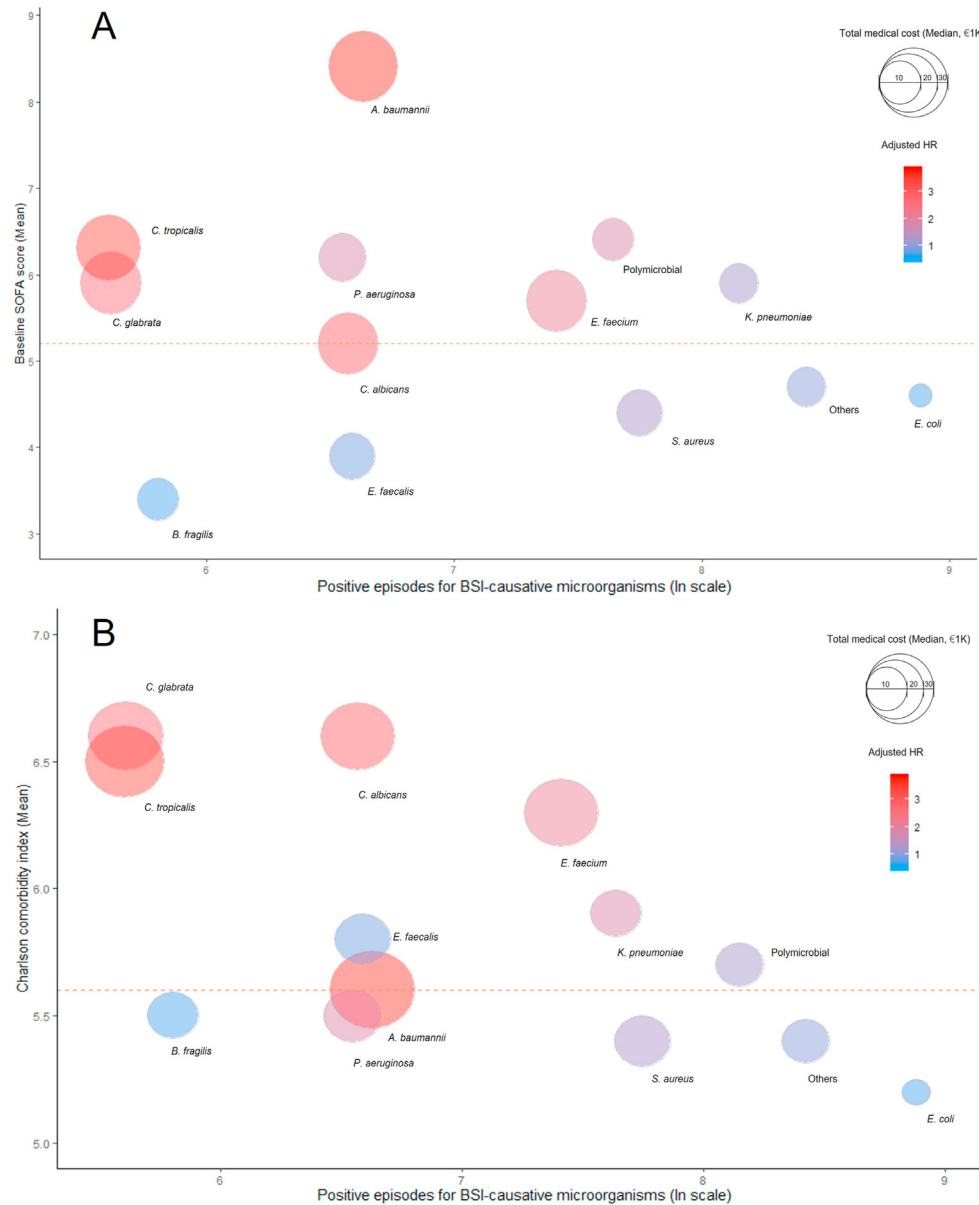 A
9
8
7
6
5
4
3
Baseline SOFA score (Mean)
Total medical cost (Median, €1K
10 20 30
Adjusted HR
3
2
1
A. baumannii
C. tropicalis
C. glabrata
P. aeruginosa
Polymicrobial
E. faecium
K. pneumoniae
C. albicans
S. aureus
Others
E. coli
E. faecalis
B. fragilis
6 7 8 9
Positive episodes for BSI-causative microorganisms (ln scale)
B
7.0
6.5
6.0
5.5
5.0
Charlson comorbidity index (Mean)
Total medical cost (Median, €1K)
10 20 30
Adjusted HR
3
2
1
C. glabrata
C. tropicalis
C. albicans
E. faecium
K. pneumoniae
Polymicrobial
E. faecalis
A. baumannii
P. aeruginosa
B. fragilis
S. aureus
Others
E. coli
6 7 8 9
Positive episodes for BSI-causative microorganisms (ln scale)